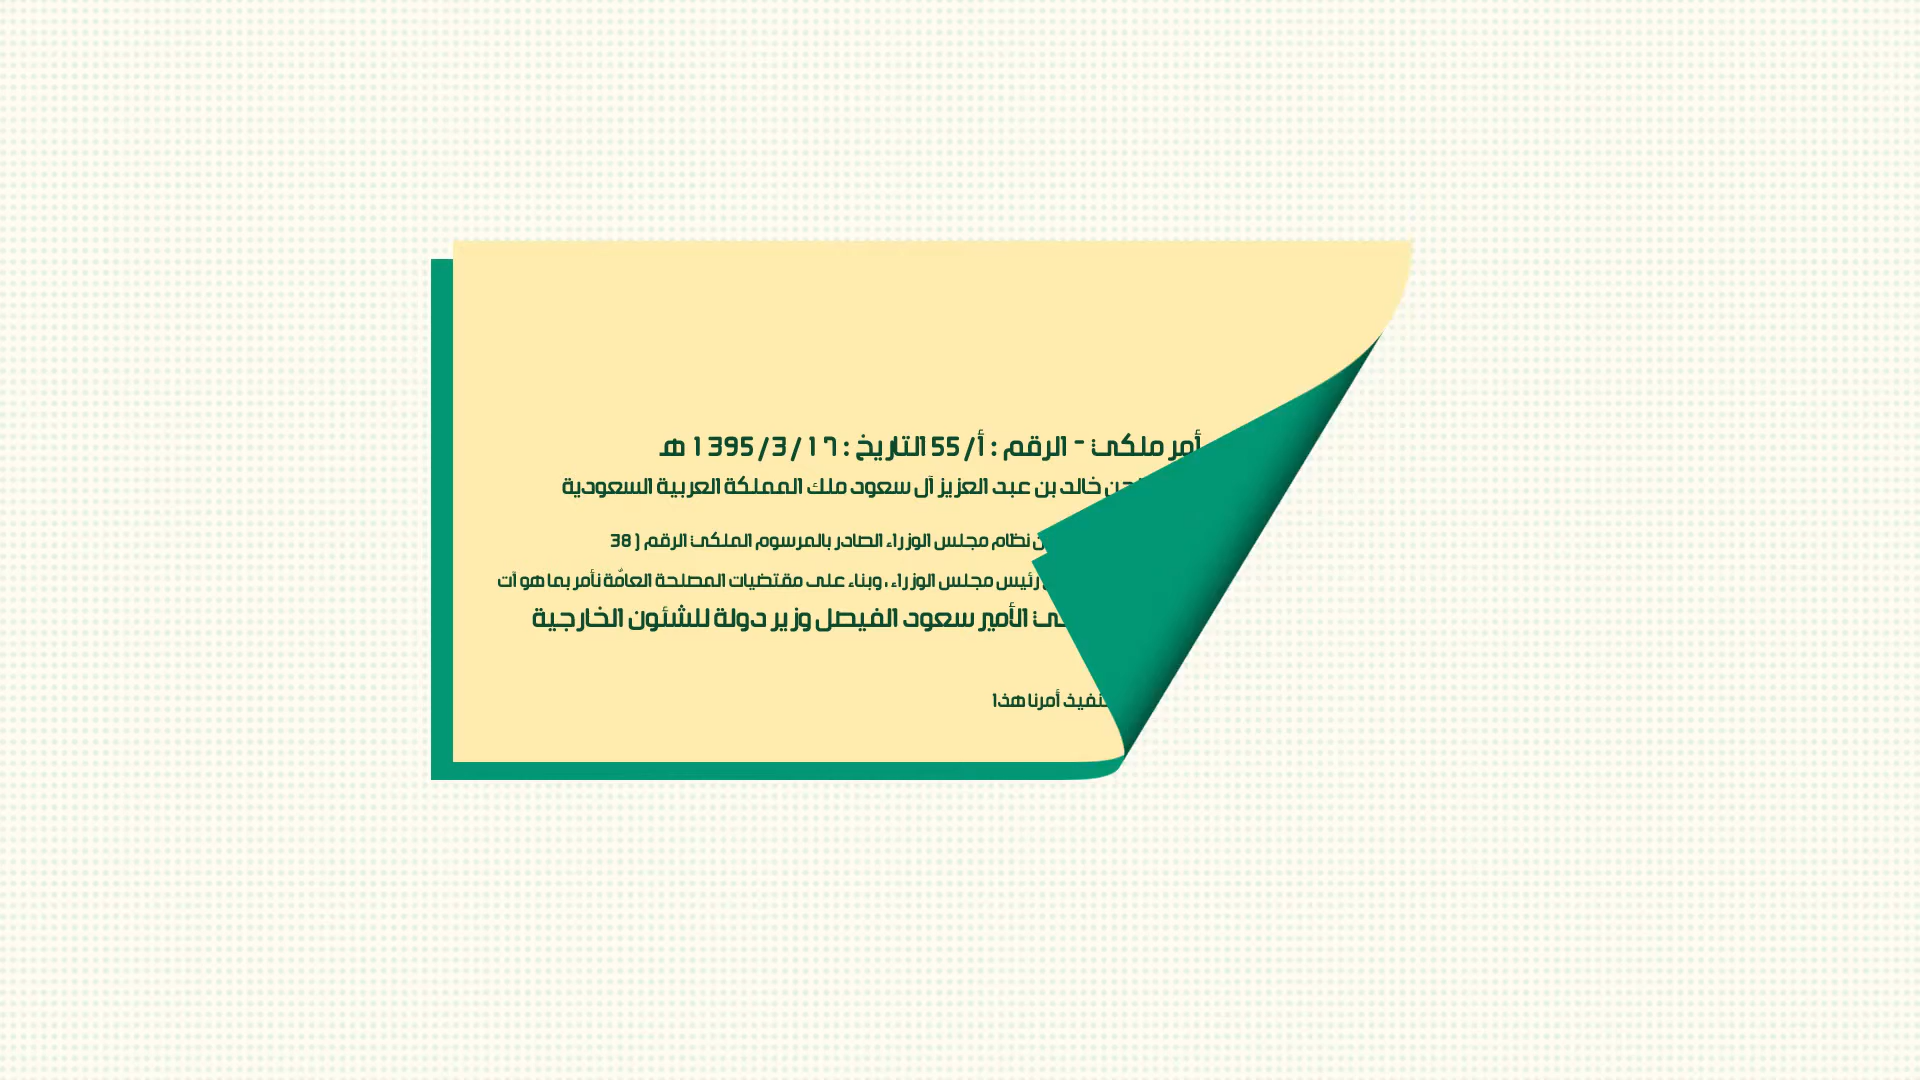 أمر ملكي - الرقم : أ/ 55 التاريخ : ١٦ /3/ 1395 هـ
خالد بن عبد العزيز آل سعود ملك المملكة العربية السعودية
نظام مجلس الوزراء الصادر بالمرسوم الملكي الرقم ( 38
رئيس مجلس الوزراء ، وبناء على مقتضيات المصلحة العامّة نأمر بما هو آت
الأمير سعود الفيصل وزير دولة للشئون الخارجية
أمرنا هذا